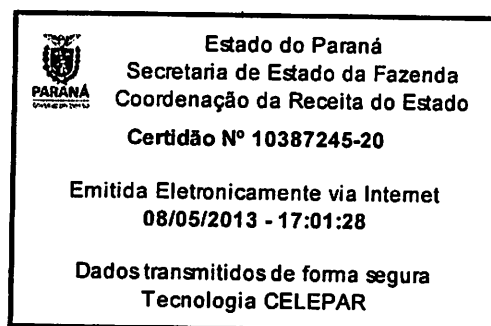 Estado do Paraná
Secretaria de Estado da Fazenda
PARANÁ
Coordenação da Receita do Estado
Certidão Nº 10387245-20
Emitida Eletronicamente via Internet
08/05/2013 - 17:01:28
Dados transmitidos de forma segura
Tecnologia CELEPAR